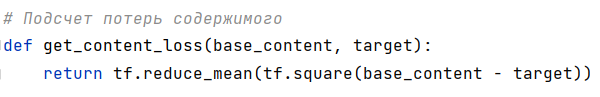 # Подсчет потерь содержимого
def get_content_loss(base_content, target):
    return tf.reduce_mean(tf.square(base_content - target))